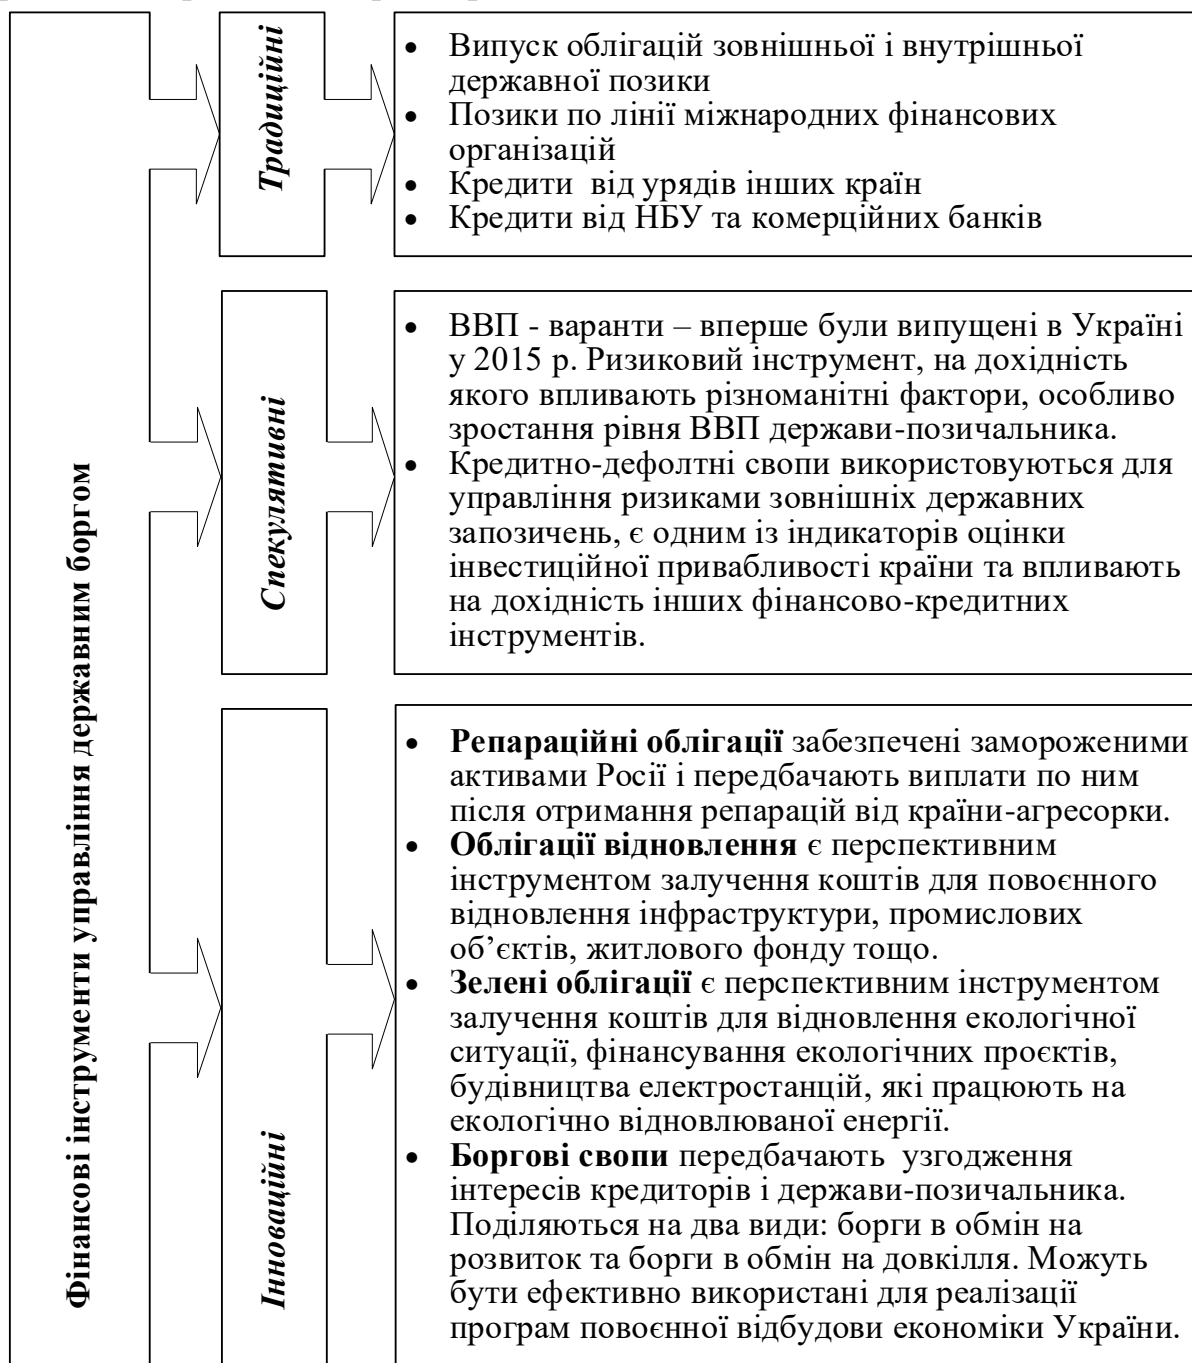 Фінансові інструменти управління державним боргом
Традиційні
• Випуск облігацій зовнішньої і внутрішньої
державної позики
• Позики по лінії міжнародних фінансових
організацій
• Кредити від урядів інших країн
• Кредити від НБУ та комерційних банків
Спекулятивні
• ВВП - варанти – вперше були випущені в Україні
у 2015 р. Ризиковий інструмент, на дохідність
якого впливають різноманітні фактори, особливо
зростання рівня ВВП держави-позичальника.
• Кредитно-дефолтні свопи використовуються для
управління ризиками зовнішніх державних
запозичень, є одним із індикаторів оцінки
інвестиційної привабливості країни та впливають
на дохідність інших фінансово-кредитних
інструментів.
Інноваційні
• Репараційні облігації забезпечені замороженими
активами Росії і передбачають виплати по ним
після отримання репарацій від країни-агресорки.
• Облігації відновлення є перспективним
інструментом залучення коштів для повоєнного
відновлення інфраструктури, промислових
об’єктів, житлового фонду тощо.
• Зелені облігації є перспективним інструментом
залучення коштів для відновлення екологічної
ситуації, фінансування екологічних проєктів,
будівництва електростанцій, які працюють на
екологічно відновлюваної енергії.
• Боргові свопи передбачають узгодження
інтересів кредиторів і держави-позичальника.
Поділяються на два види: борги в обмін на
розвиток та борги в обмін на довкілля. Можуть
бути ефективно використані для реалізації
програм повоєнної відбудови економіки України.